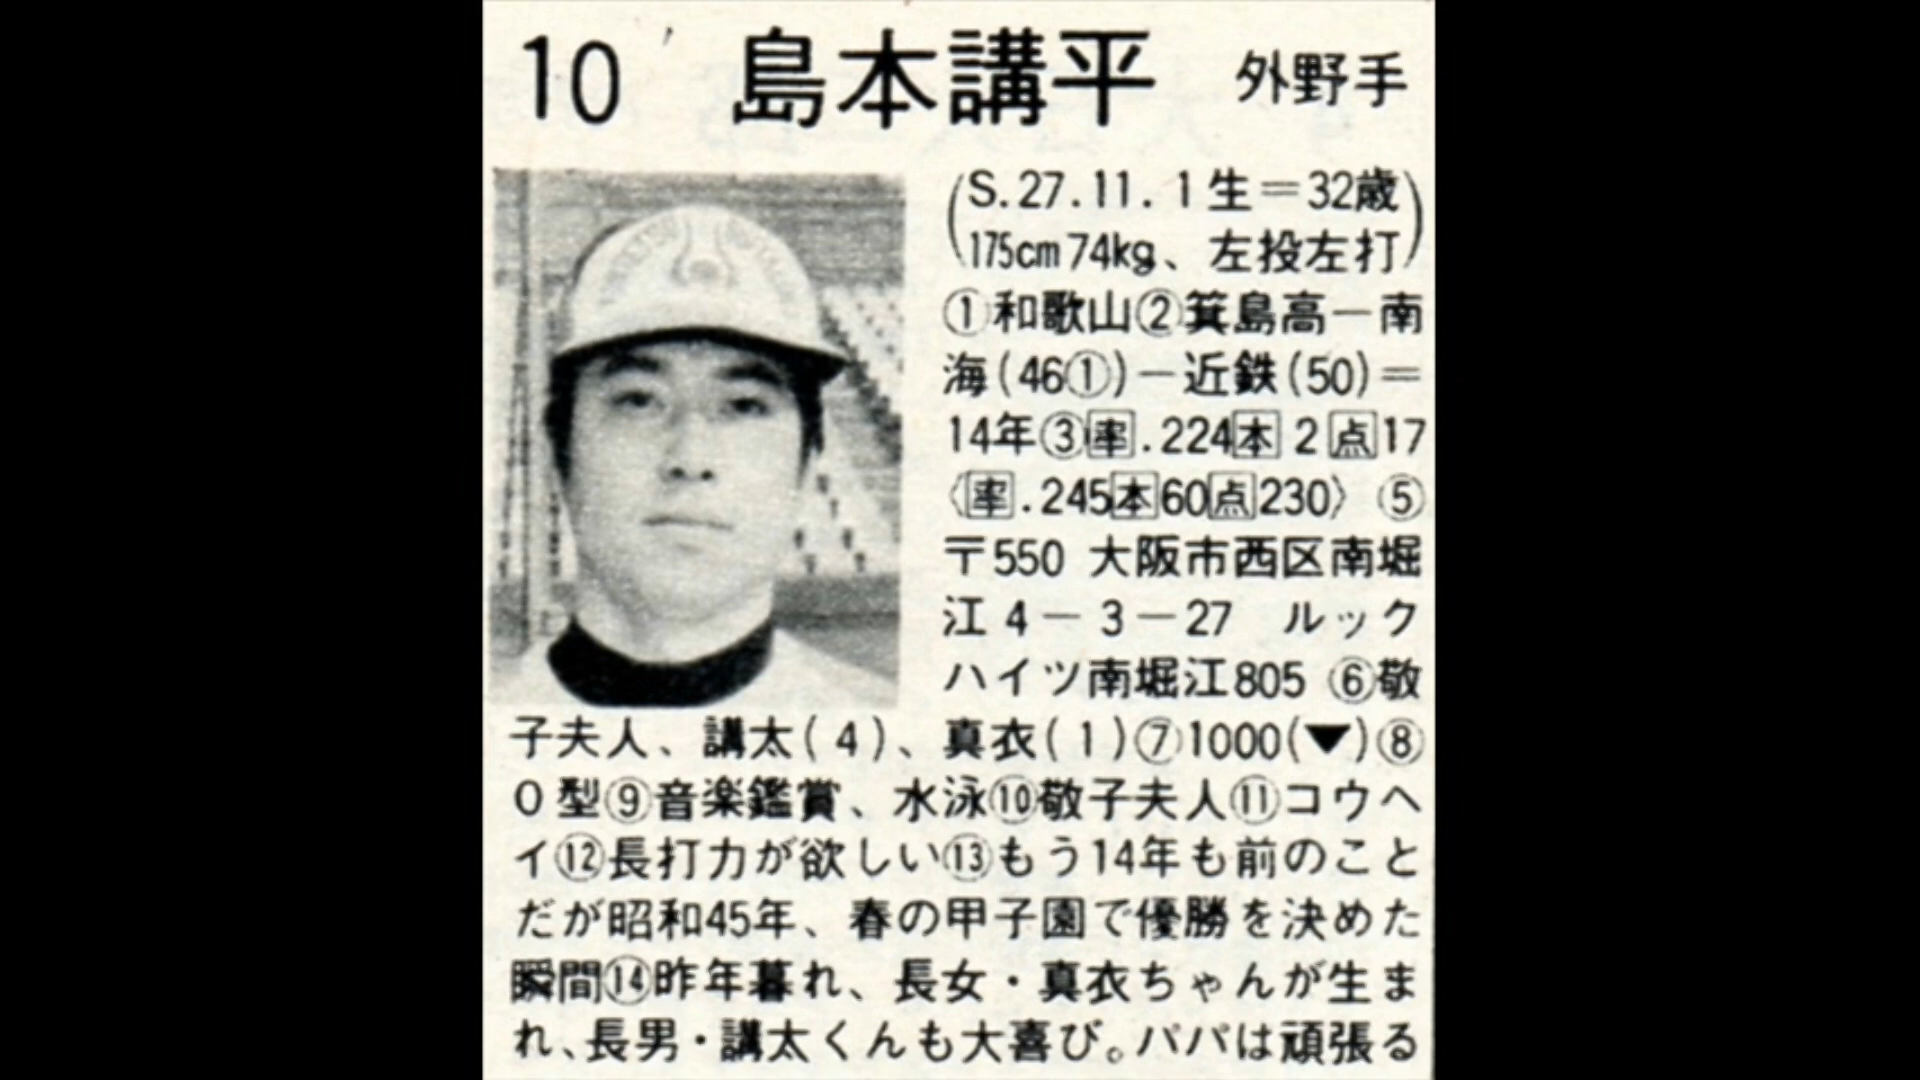 10 島本講平 外野手
(S.27.11.1生＝32歳
175cm74kg、左投左打)
①和歌山②箕島高－南
海(46①)－近鉄(50)＝
14年③率.224本2点17
〈率.245本60点230〉⑤
〒550 大阪市西区南堀
江4－3－27 ルック
ハイツ南堀江805 ⑥敬
子夫人、講太(4)、真衣(1)⑦1000(▼)⑧
O型⑨音楽鑑賞、水泳⑩敬子夫人⑪コウヘ
イ⑫長打力が欲しい⑬もう14年も前のこと
だが昭和45年、春の甲子園で優勝を決めた
瞬間⑭昨年暮れ、長女・真衣ちゃんが生ま
れ、長男・講太くんも大喜び。パパは頑張る